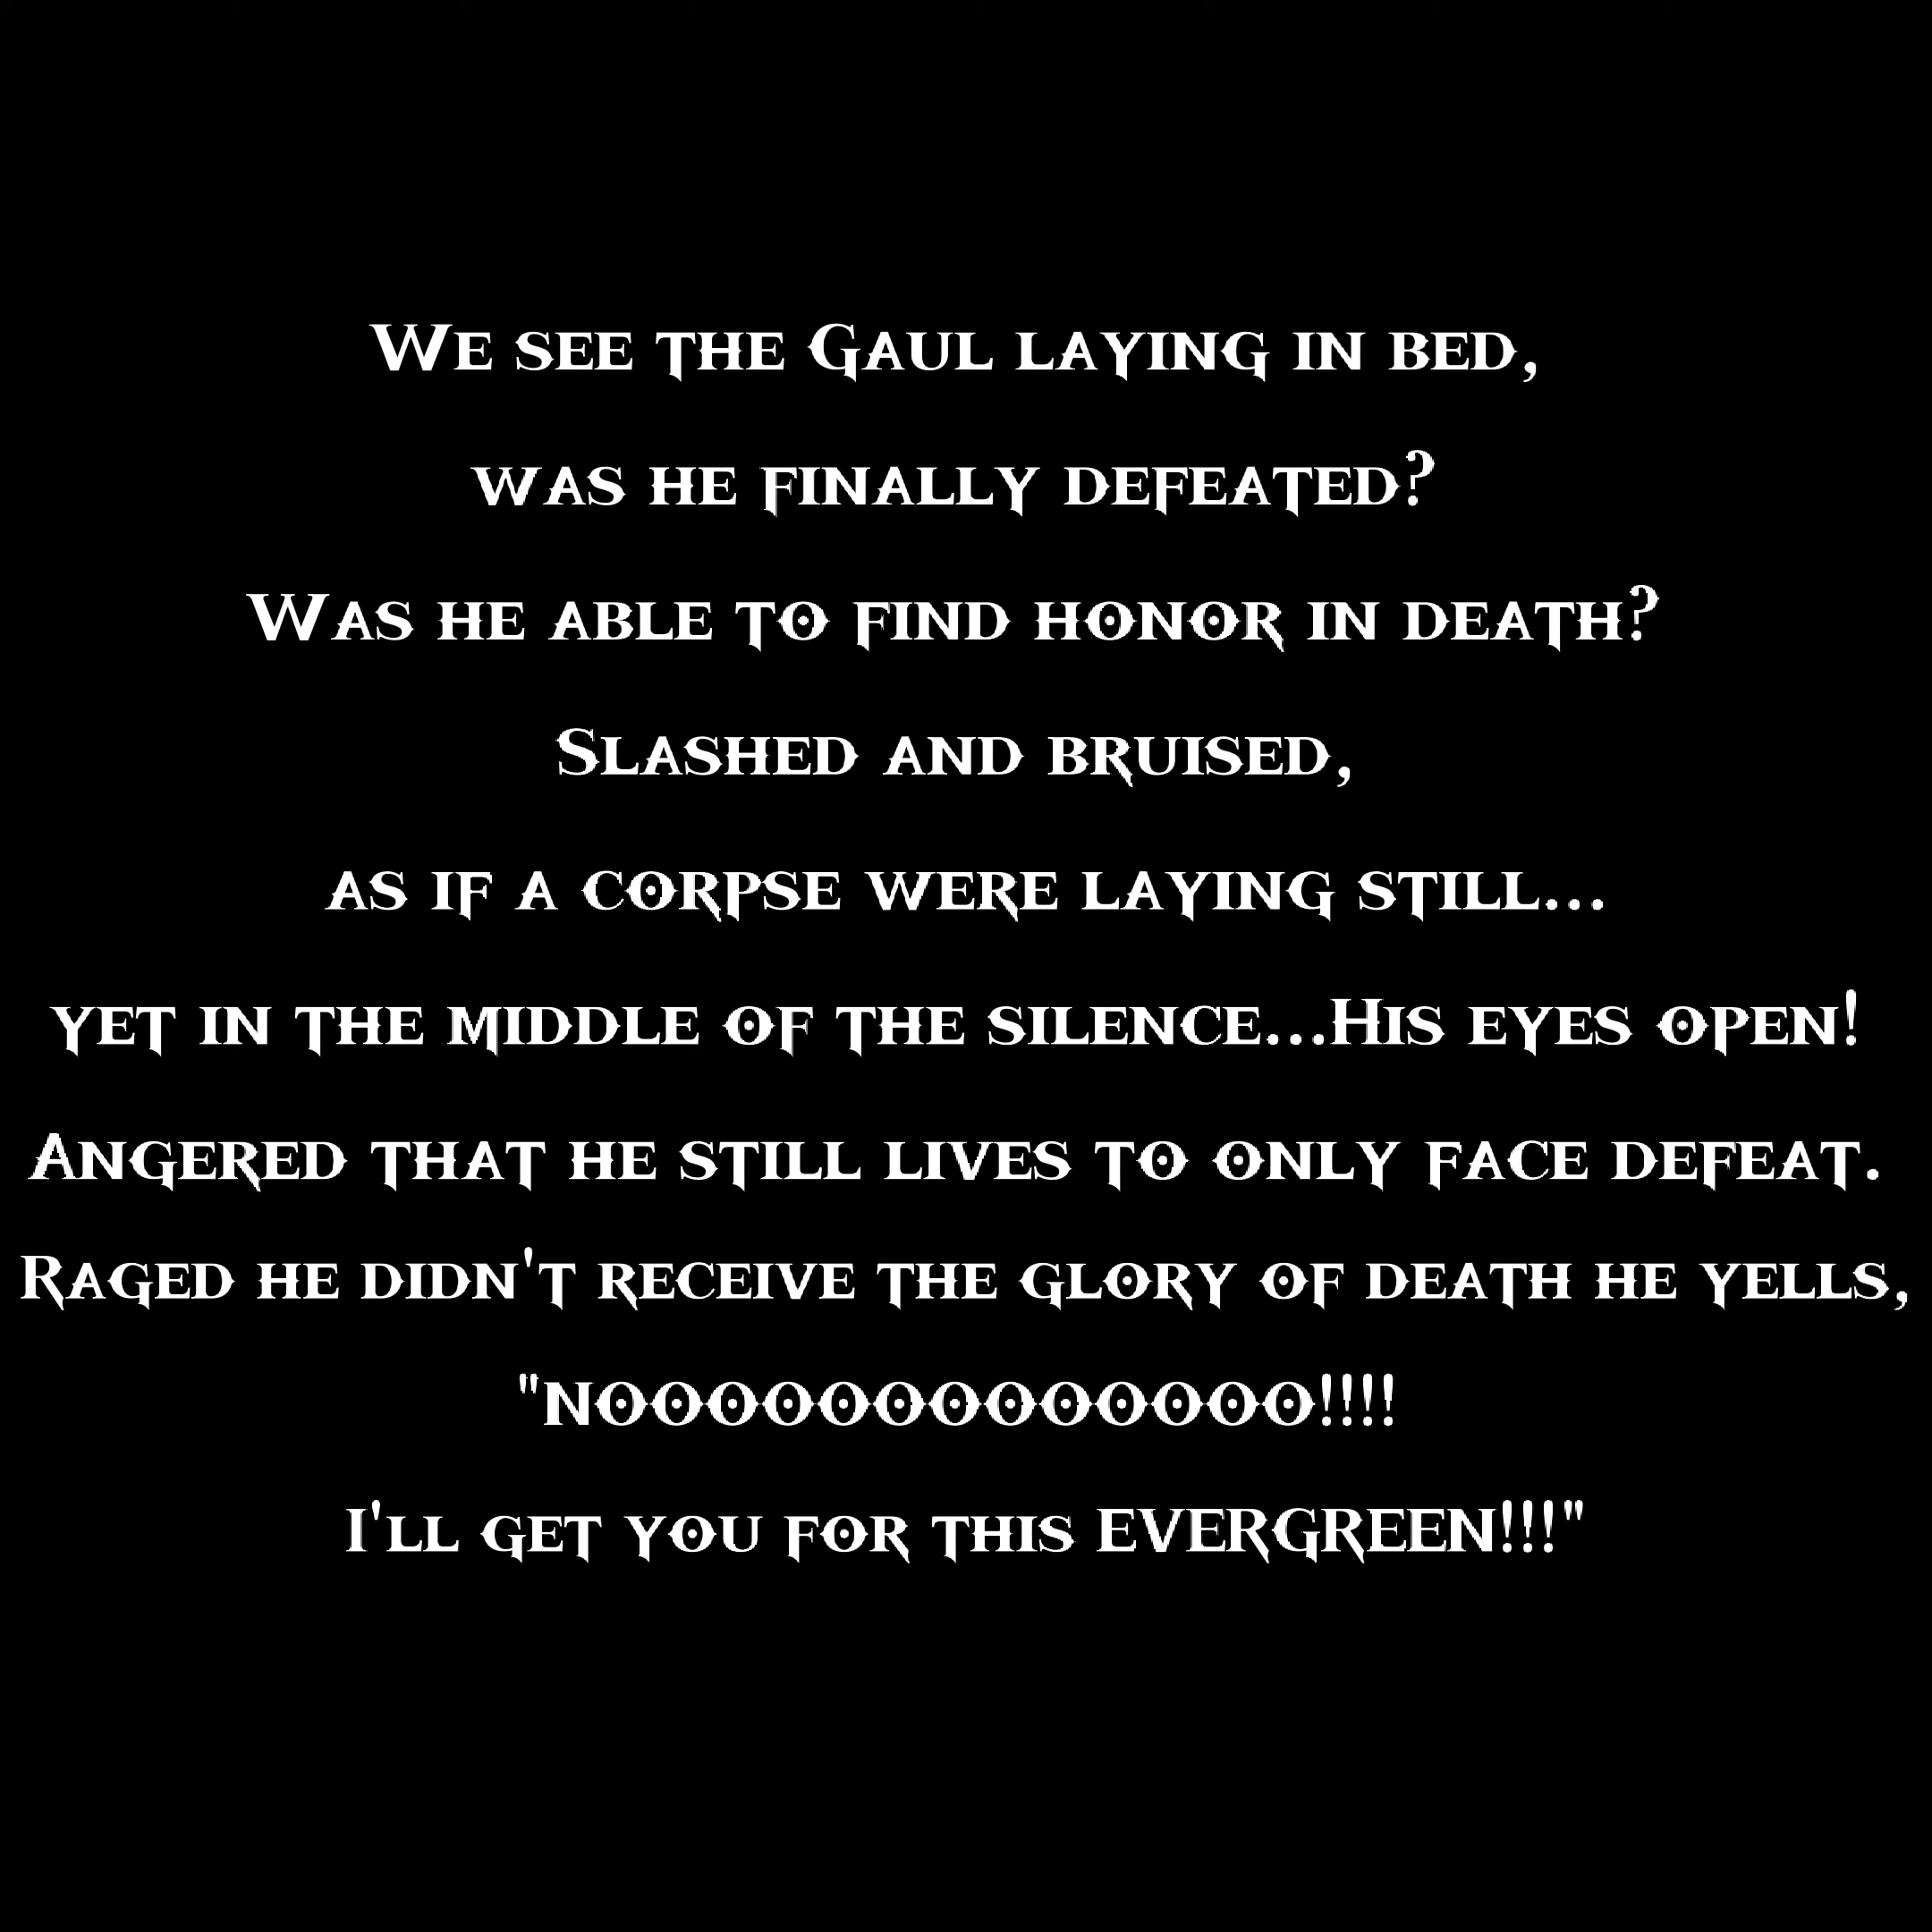 We see the Gaul laying in bed,
was he finally defeated?
Was he able to find honor in death?
Slashed and bruised,
as if a corpse were laying still...
yet in the middle of the silence...His eyes open!
Angered that he still lives to only face defeat.
Raged he didn't receive the glory of death he yells,
"nooooooooooooo!!!!
i'll get you for this EVERGREEN!!!"